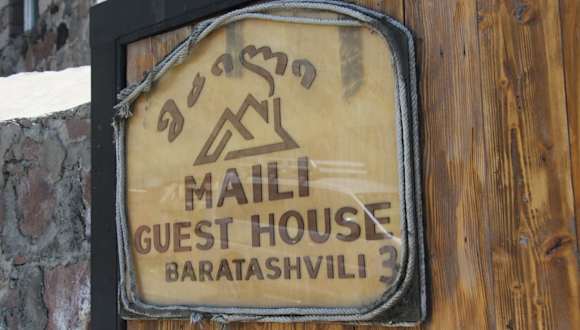 მაილი
MAILI
GUEST HOUSE
BARATASHVILI 3